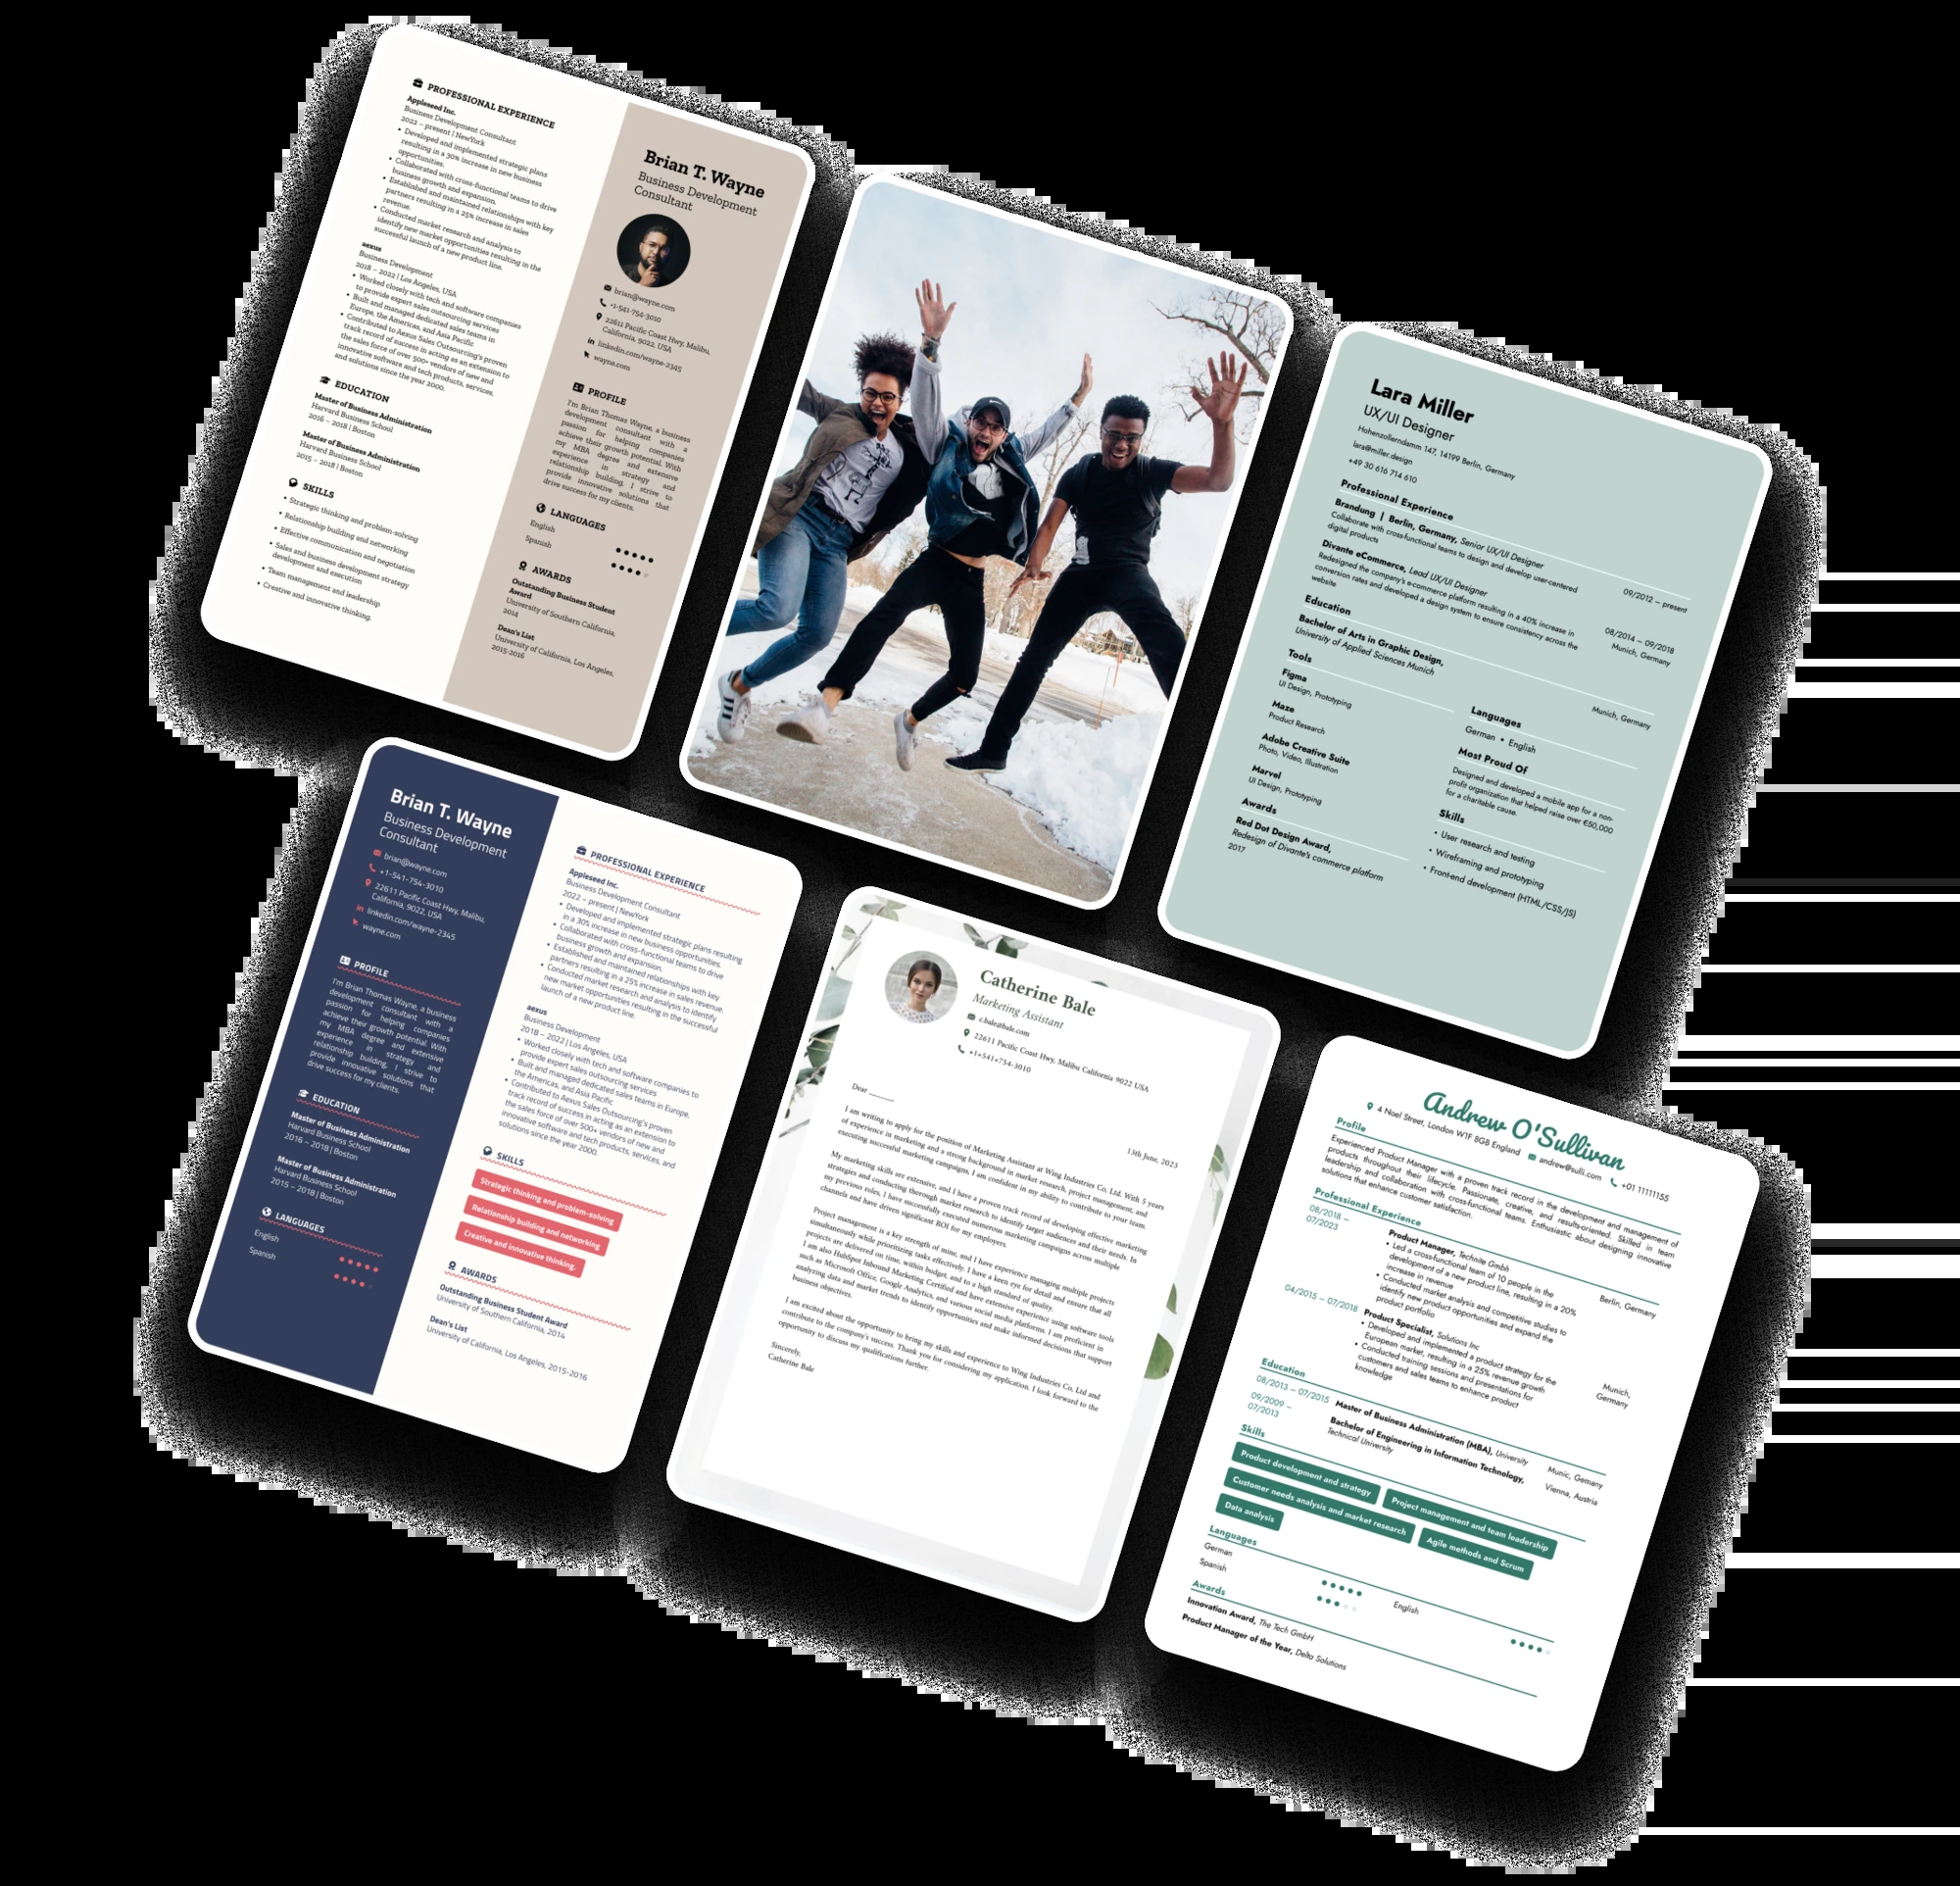 PROFESSIONAL EXPERIENCE
Appleseed Inc.
Business Development Consultant
2022 – present | NewYork
• Developed and implemented strategic plans
resulting in a 30% increase in new business
opportunities.
• Collaborated with cross-functional teams to drive
business growth and expansion.
• Established and maintained relationships with key
partners resulting in a 25% increase in sales
revenue.
• Conducted market research and analysis to
identify new market opportunities resulting in the
successful launch of a new product line.
aexus
Business Development
2018 – 2022 | Los Angeles, USA
• Worked closely with tech and software companies
to provide expert sales outsourcing services
• Built and managed dedicated sales teams in
Europe, the Americas, and Asia Pacific
• Contributed to Aexus Sales Outsourcing's proven
track record of success in acting as an extension to
the sales force of over 500+ vendors of new and
innovative software and tech products, services,
and solutions since the year 2000.
EDUCATION
Master of Business Administration
Harvard Business School
2016 – 2018 | Boston
Master of Business Administration
Harvard Business School
2015 – 2018 | Boston
SKILLS
• Strategic thinking and problem-solving
• Relationship building and networking
• Effective communication and negotiation
• Sales and business development strategy
development and execution
• Team management and leadership
• Creative and innovative thinking.
Brian T. Wayne
Business Development
Consultant
brian@wayne.com
+1-541-754-3010
22611 Pacific Coast Hwy, Malibu,
California, 9022, USA
linkedin.com/wayne-2345
wayne.com
PROFILE
I'm Brian Thomas Wayne, a business
development consultant with a
passion for helping companies
achieve their growth potential. With
my MBA degree and extensive
experience in strategy and
relationship building, I strive to
provide innovative solutions that
drive success for my clients.
LANGUAGES
English
Spanish
AWARDS
Outstanding Business Student
Award
University of Southern California,
2014
Dean's List
University of California, Los Angeles,
2015-2016
Lara Miller
UX/UI Designer
Hohenzollerndamm 147, 14199 Berlin, Germany
lara@miller.design
+49 30 616 714 610
Professional Experience
Brandung | Berlin, Germany, Senior UX/UI Designer
Collaborate with cross-functional teams to design and develop user-centered
digital products
09/2012 – present
Divante eCommerce, Lead UX/UI Designer
Redesigned the company's e-commerce platform resulting in a 40% increase in
conversion rates and developed a design system to ensure consistency across the
website
08/2014 – 09/2018
Munich, Germany
Education
Bachelor of Arts in Graphic Design,
University of Applied Sciences Munich
Munich, Germany
Tools
Figma
UI Design, Prototyping
Maze
Product Research
Adobe Creative Suite
Photo, Video, Illustration
Marvel
UI Design, Prototyping
Awards
Red Dot Design Award,
Redesign of Divante's commerce platform
2017
Languages
German • English
Most Proud Of
Designed and developed a mobile app for a non-
profit organization that helped raise over €50,000
for a charitable cause.
Skills
• User research and testing
• Wireframing and prototyping
• Front-end development (HTML/CSS/JS)
Brian T. Wayne
Business Development
Consultant
brian@wayne.com
+1-541-754-3010
22611 Pacific Coast Hwy, Malibu,
California, 9022, USA
linkedin.com/wayne-2345
wayne.com
PROFILE
I'm Brian Thomas Wayne, a business
development consultant with a
passion for helping companies
achieve their growth potential. With
my MBA degree and extensive
experience in strategy and
relationship building, I strive to
provide innovative solutions that
drive success for my clients.
EDUCATION
Master of Business Administration
Harvard Business School
2016 – 2018 | Boston
Master of Business Administration
Harvard Business School
2015 – 2018 | Boston
LANGUAGES
English
Spanish
PROFESSIONAL EXPERIENCE
Appleseed Inc.
Business Development Consultant
2022 – present | NewYork
• Developed and implemented strategic plans resulting
in a 30% increase in new business opportunities.
• Collaborated with cross-functional teams to drive
business growth and expansion.
• Established and maintained relationships with key
partners resulting in a 25% increase in sales revenue.
• Conducted market research and analysis to identify
new market opportunities resulting in the successful
launch of a new product line.
aexus
Business Development
2018 – 2022 | Los Angeles, USA
• Worked closely with tech and software companies to
provide expert sales outsourcing services
• Built and managed dedicated sales teams in Europe,
the Americas, and Asia Pacific
• Contributed to Aexus Sales Outsourcing's proven
track record of success in acting as an extension to
the sales force of over 500+ vendors of new and
innovative software and tech products, services, and
solutions since the year 2000.
SKILLS
Strategic thinking and problem-solving
Relationship building and networking
Creative and innovative thinking.
AWARDS
Outstanding Business Student Award
University of Southern California, 2014
Dean's List
University of California, Los Angeles, 2015-2016
Catherine Bale
Marketing Assistant
c.bale@bale.com
22611 Pacific Coast Hwy, Malibu California 9022 USA
+1+541+754-3010
Dear ______
13th June, 2023
I am writing to apply for the position of Marketing Assistant at Wing Industries Co, Ltd. With 5 years
of experience in marketing and a strong background in market research, project management, and
executing successful marketing campaigns, I am confident in my ability to contribute to your team.
My marketing skills are extensive, and I have a proven track record of developing effective marketing
strategies and conducting thorough market research to identify target audiences and their needs. In
my previous roles, I have successfully executed numerous marketing campaigns across multiple
channels and have driven significant ROI for my employers.
Project management is a key strength of mine, and I have experience managing multiple projects
simultaneously while prioritizing tasks effectively. I have a keen eye for detail and ensure that all
projects are delivered on time, within budget, and to a high standard of quality.
I am also HubSpot Inbound Marketing Certified and have extensive experience using software tools
such as Microsoft Office, Google Analytics, and various social media platforms. I am proficient in
analyzing data and market trends to identify opportunities and make informed decisions that support
business objectives.
I am excited about the opportunity to bring my skills and experience to Wing Industries Co, Ltd and
contribute to the company's success. Thank you for considering my application. I look forward to the
opportunity to discuss my qualifications further.
Sincerely,
Catherine Bale
Andrew O'Sullivan
4 Noel Street, London W1F 8GB England
andrew@sulli.com
+01 11111155
Profile
Experienced Product Manager with a proven track record in the development and management of
products throughout their lifecycle. Passionate, creative, and results-oriented. Skilled in team
leadership and collaboration with cross-functional teams. Enthusiastic about designing innovative
solutions that enhance customer satisfaction.
Professional Experience
08/2018 –
07/2023
Product Manager, Technite Gmbh
• Led a cross-functional team of 10 people in the
development of a new product line, resulting in a 20%
increase in revenue
• Conducted market analysis and competitive studies to
identify new product opportunities and expand the
product portfolio
Berlin, Germany
04/2015 – 07/2018
Product Specialist, Solutions Inc
• Developed and implemented a product strategy for the
European market, resulting in a 25% revenue growth
• Conducted training sessions and presentations for
customers and sales teams to enhance product
knowledge
Munich,
Germany
Education
08/2013 – 07/2015
Master of Business Administration (MBA), University
Munic, Gemany
09/2009 –
07/2013
Bachelor of Engineering in Information Technology,
Technical University
Vienna, Austria
Skills
Product development and strategy
Project management and team leadership
Customer needs analysis and market research
Agile methods and Scrum
Data analysis
Languages
German
English
Spanish
Awards
Innovation Award, The Tech GmbH
Product Manager of the Year, Delta Solutions